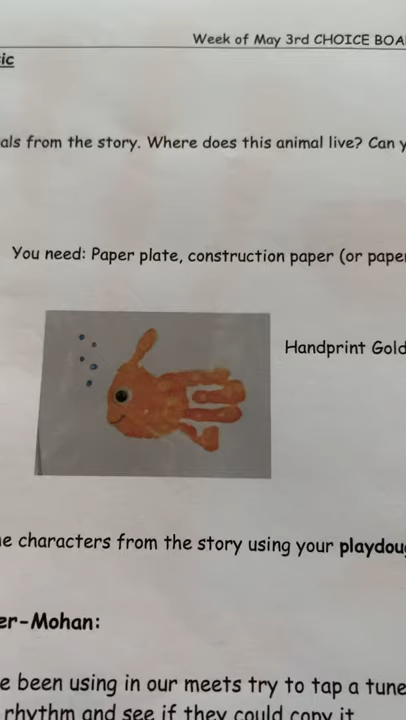 Week of May 3rd CHOICE BOA
ic
als from the story. Where does this animal live? Can y
You need: Paper plate, construction paper (or pape
Handprint Gold
e characters from the story using your playdou
er-Mohan:
e been using in our meets try to tap a tune
rhythm and see if they could copy it